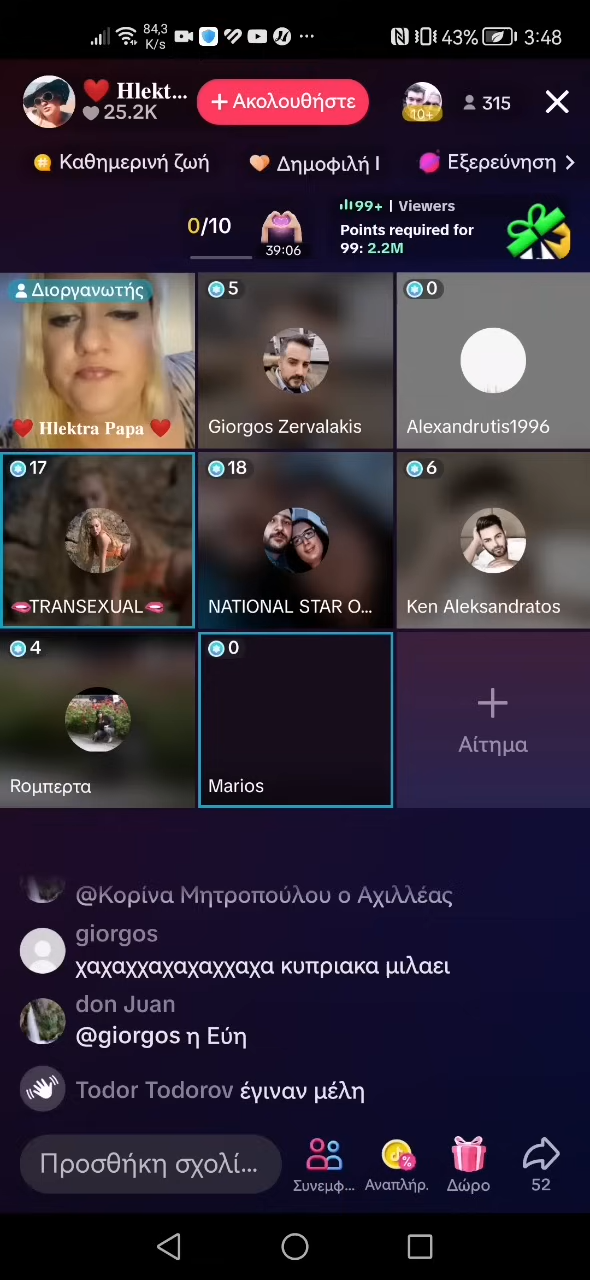 84,3
K/s
43%
3:48
❤️ Hlekt...
25.2K
+ Ακολουθήστε
10+
315
Καθημερινή ζωή
Δημοφιλή l
Εξερεύνηση
0/10
39:06
99+ | Viewers
Points required for
99: 2.2M
Διοργανωτής
❤️ Hlektra Papa ❤️
5
Giorgos Zervalakis
0
Alexandrutis1996
17
👄TRANSEXUAL👄
18
NATIONAL STAR O...
6
Ken Aleksandratos
4
Ρομπερτα
0
Marios
Αίτημα
@Κορίνα Μητροπούλου ο Αχιλλέας
giorgos
χαχαχχαχαχαχχαχα κυπριακα μιλαει
don Juan
@giorgos η Εύη
Todor Todorov έγιναν μέλη
Προσθήκη σχολί...
Συνεμφ...
Αναπλήρ.
Δώρο
52